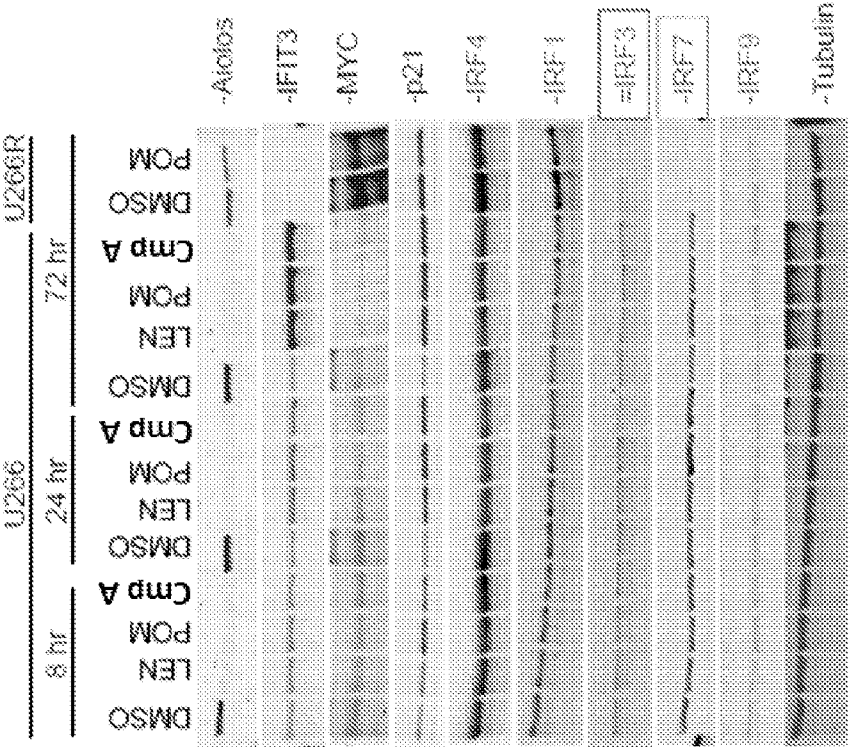 U266 U266R
8 hr 24 hr 72 hr
DMSO LEN POM Cmp A DMSO LEN POM Cmp A DMSO LEN POM Cmp A DMSO POM
-Aiolos
-IFIT3
-MYC
-p21
-IRF4
-IRF1
=IRF3
-IRF7
-IRF9
-Tubulin